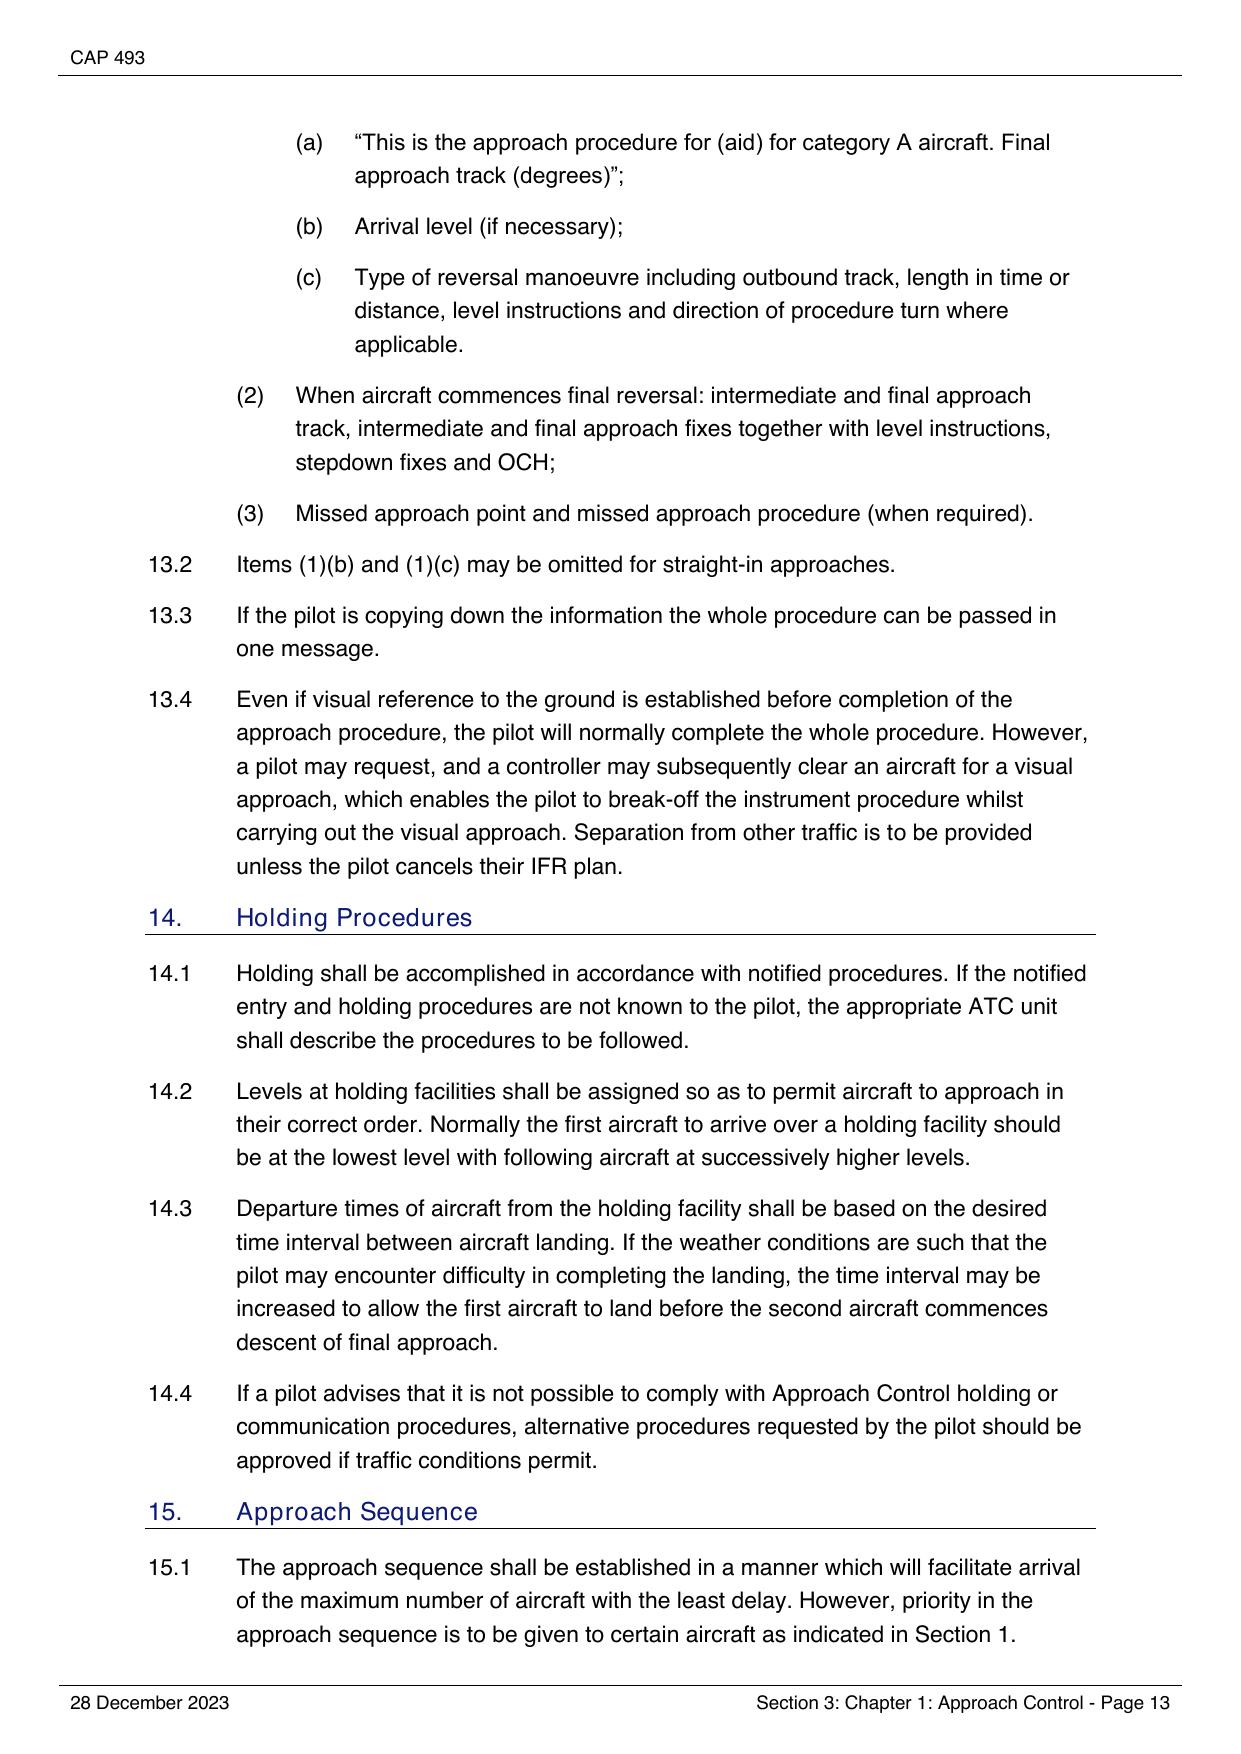 CAP 493
(a) “This is the approach procedure for (aid) for category A aircraft. Final
approach track (degrees)”;
(b) Arrival level (if necessary);
(c) Type of reversal manoeuvre including outbound track, length in time or
distance, level instructions and direction of procedure turn where
applicable.
(2) When aircraft commences final reversal: intermediate and final approach
track, intermediate and final approach fixes together with level instructions,
stepdown fixes and OCH;
(3) Missed approach point and missed approach procedure (when required).
13.2 Items (1)(b) and (1)(c) may be omitted for straight-in approaches.
13.3 If the pilot is copying down the information the whole procedure can be passed in
one message.
13.4 Even if visual reference to the ground is established before completion of the
approach procedure, the pilot will normally complete the whole procedure. However,
a pilot may request, and a controller may subsequently clear an aircraft for a visual
approach, which enables the pilot to break-off the instrument procedure whilst
carrying out the visual approach. Separation from other traffic is to be provided
unless the pilot cancels their IFR plan.
14. Holding Procedures
14.1 Holding shall be accomplished in accordance with notified procedures. If the notified
entry and holding procedures are not known to the pilot, the appropriate ATC unit
shall describe the procedures to be followed.
14.2 Levels at holding facilities shall be assigned so as to permit aircraft to approach in
their correct order. Normally the first aircraft to arrive over a holding facility should
be at the lowest level with following aircraft at successively higher levels.
14.3 Departure times of aircraft from the holding facility shall be based on the desired
time interval between aircraft landing. If the weather conditions are such that the
pilot may encounter difficulty in completing the landing, the time interval may be
increased to allow the first aircraft to land before the second aircraft commences
descent of final approach.
14.4 If a pilot advises that it is not possible to comply with Approach Control holding or
communication procedures, alternative procedures requested by the pilot should be
approved if traffic conditions permit.
15. Approach Sequence
15.1 The approach sequence shall be established in a manner which will facilitate arrival
of the maximum number of aircraft with the least delay. However, priority in the
approach sequence is to be given to certain aircraft as indicated in Section 1.
28 December 2023 Section 3: Chapter 1: Approach Control - Page 13